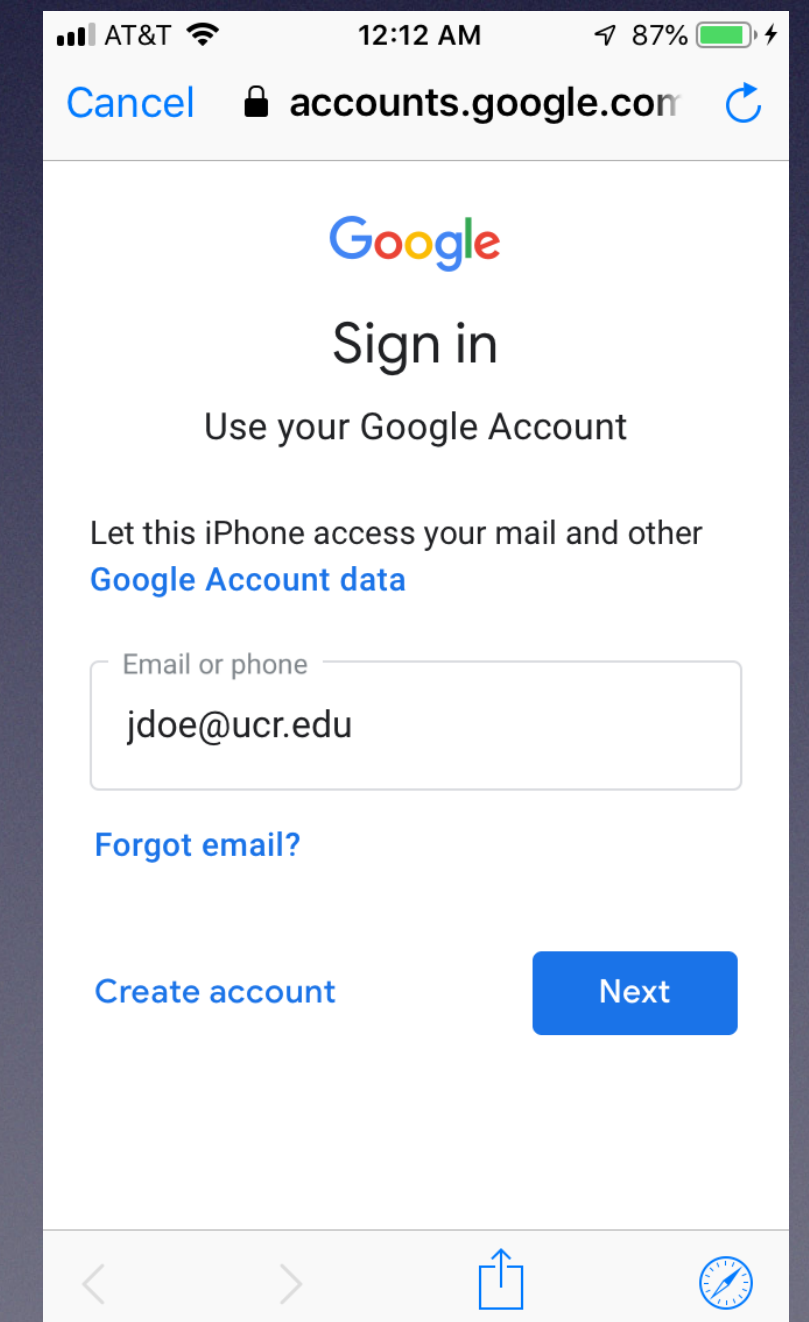 AT&T 12:12 AM 87%
Cancel accounts.google.com
Google
Sign in
Use your Google Account
Let this iPhone access your mail and other
Google Account data
Email or phone
jdoe@ucr.edu
Forgot email?
Create account Next